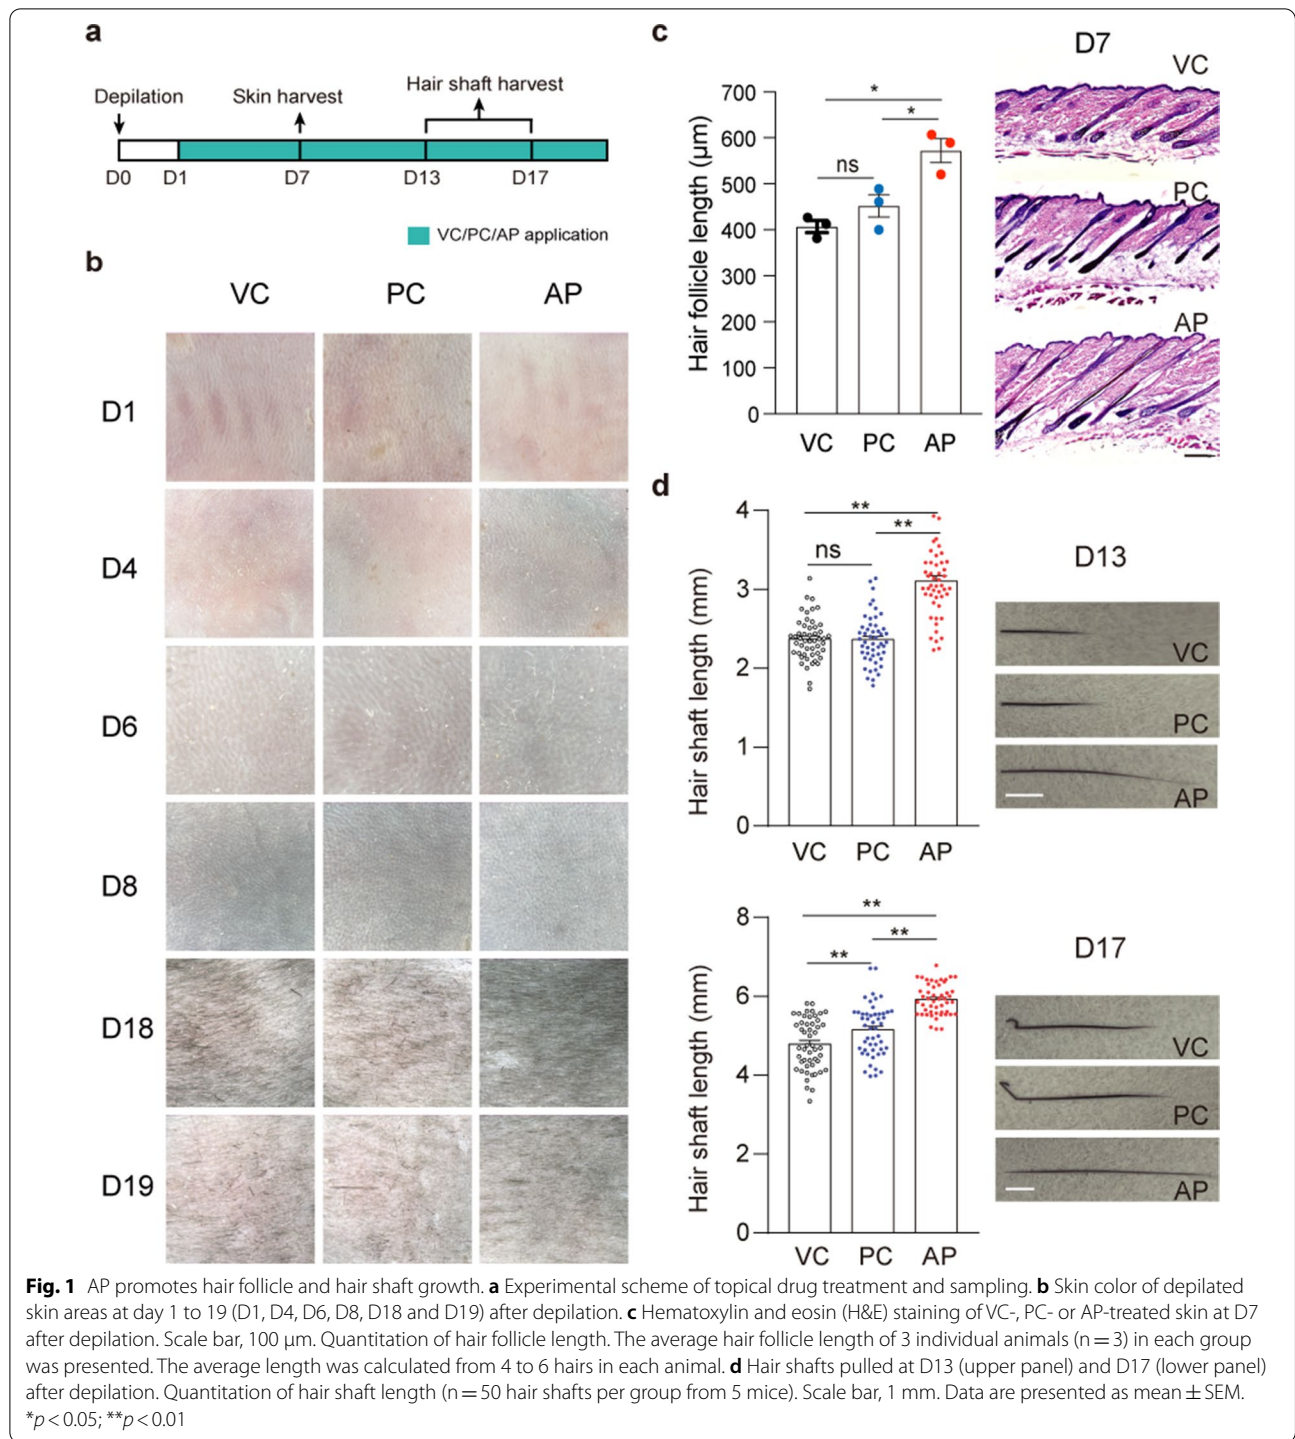 a
Depilation
Skin harvest
Hair shaft harvest
D0 D1 D7 D13 D17
VC/PC/AP application
b
VC PC AP
D1
D4
D6
D8
D18
D19
c
D7
Hair follicle length (μm)
700
600
500
400
300
200
100
0
*
*
ns
VC PC AP
VC
PC
AP
d
Hair shaft length (mm)
4
3
2
1
0
**
**
ns
VC PC AP
D13
VC
PC
AP
Hair shaft length (mm)
8
6
4
2
0
**
**
**
VC PC AP
D17
VC
PC
AP
Fig. 1 AP promotes hair follicle and hair shaft growth. a Experimental scheme of topical drug treatment and sampling. b Skin color of depilated
skin areas at day 1 to 19 (D1, D4, D6, D8, D18 and D19) after depilation. c Hematoxylin and eosin (H&E) staining of VC-, PC- or AP-treated skin at D7
after depilation. Scale bar, 100 μm. Quantitation of hair follicle length. The average hair follicle length of 3 individual animals (n = 3) in each group
was presented. The average length was calculated from 4 to 6 hairs in each animal. d Hair shafts pulled at D13 (upper panel) and D17 (lower panel)
after depilation. Quantitation of hair shaft length (n = 50 hair shafts per group from 5 mice). Scale bar, 1 mm. Data are presented as mean ± SEM.
*p < 0.05; **p < 0.01